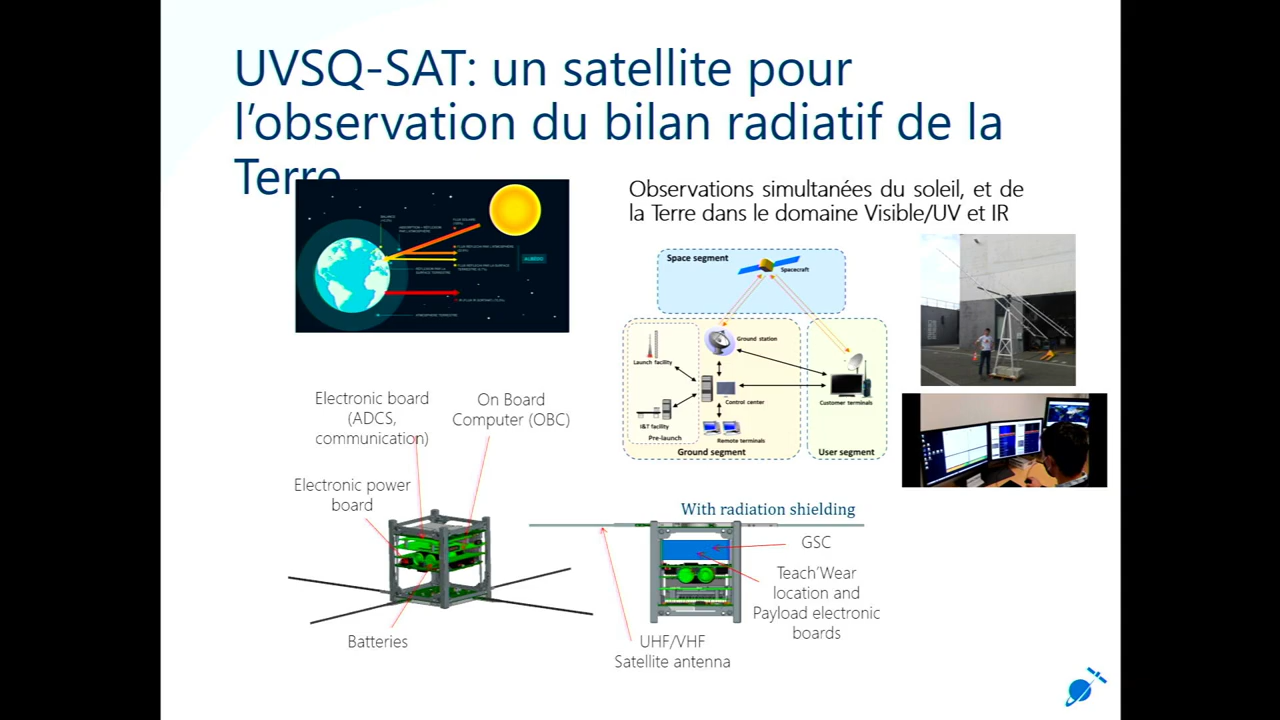 UVSQ-SAT: un satellite pour
l’observation du bilan radiatif de la
Terre
Observations simultanées du soleil, et de
la Terre dans le domaine Visible/UV et IR
ALBEDO
Space segment
Spacecraft
Ground station
Launch facility
Control center
Customer terminals
I&T facility
Pre-launch
Remote terminals
Ground segment
User segment
Electronic board
(ADCS,
communication)
On Board
Computer (OBC)
Electronic power
board
Batteries
With radiation shielding
GSC
Teach’Wear
location and
Payload electronic
boards
UHF/VHF
Satellite antenna